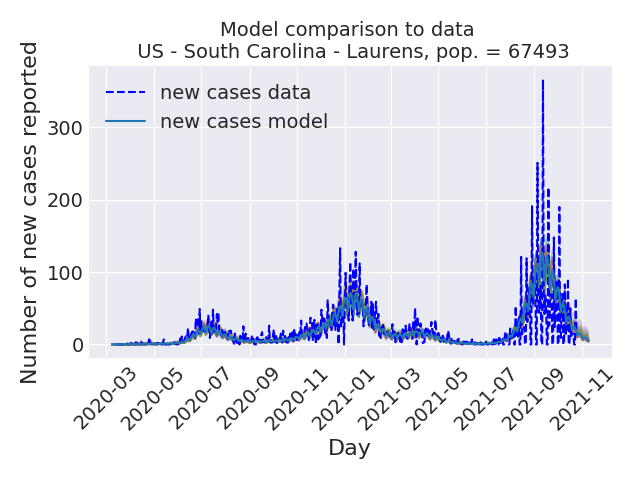 Model comparison to data
US - South Carolina - Laurens, pop. = 67493
Number of new cases reported
new cases data
new cases model
300
200
100
0
2020-03
2020-05
2020-07
2020-09
2020-11
2021-01
2021-03
2021-05
2021-07
2021-09
2021-11
Day